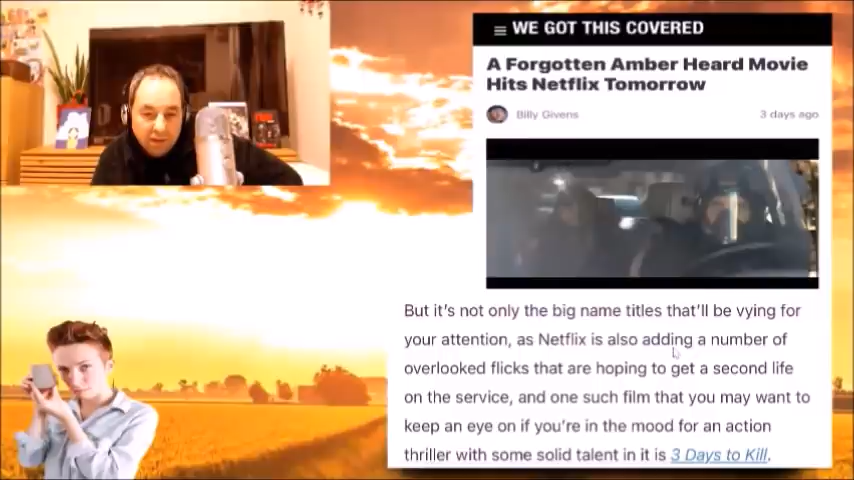 WE GOT THIS COVERED
A Forgotten Amber Heard Movie
Hits Netflix Tomorrow
Billy Givens
3 days ago
But it's not only the big name titles that'll be vying for
your attention, as Netflix is also adding a number of
overlooked flicks that are hoping to get a second life
on the service, and one such film that you may want to
keep an eye on if you're in the mood for an action
thriller with some solid talent in it is 3 Days to Kill.